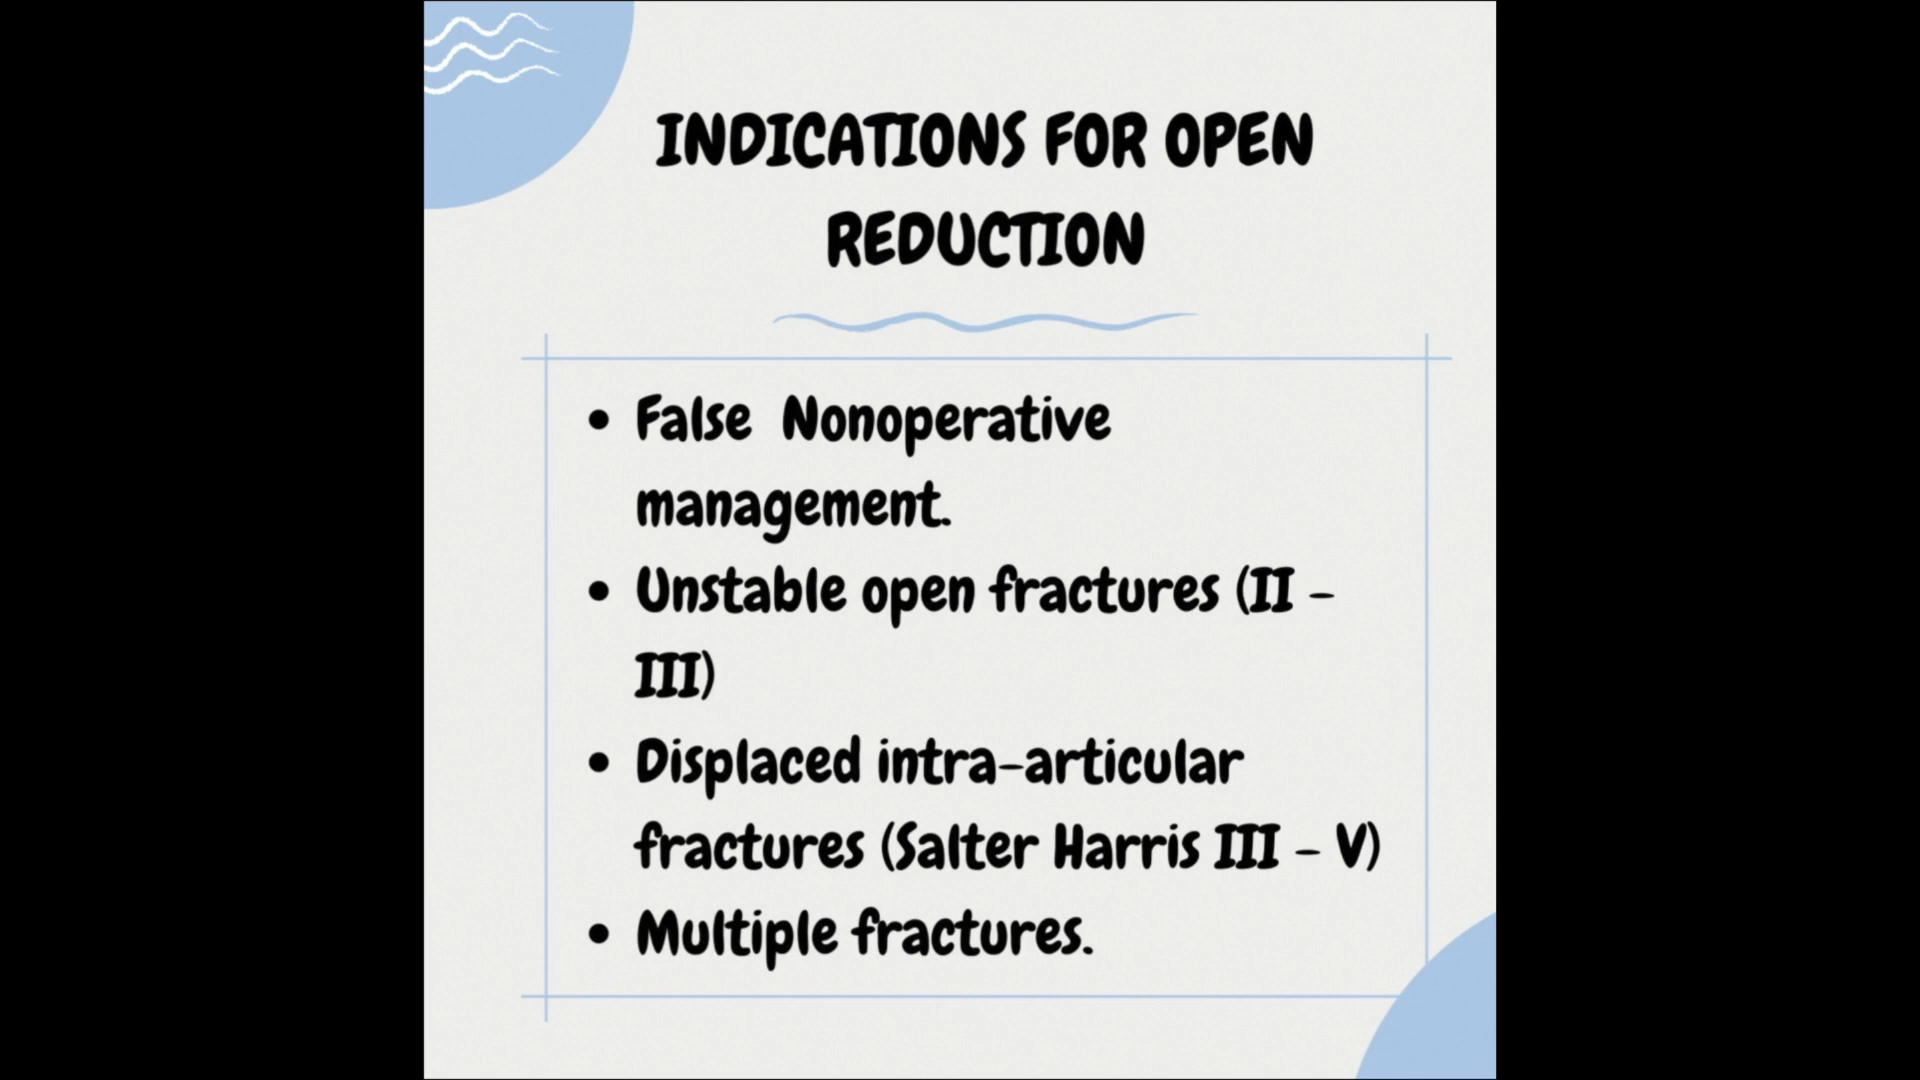 INDICATIONS FOR OPEN
REDUCTION
• False Nonoperative
management.
• Unstable open fractures (II -
III)
• Displaced intra-articular
fractures (Salter Harris III - V)
• Multiple fractures.